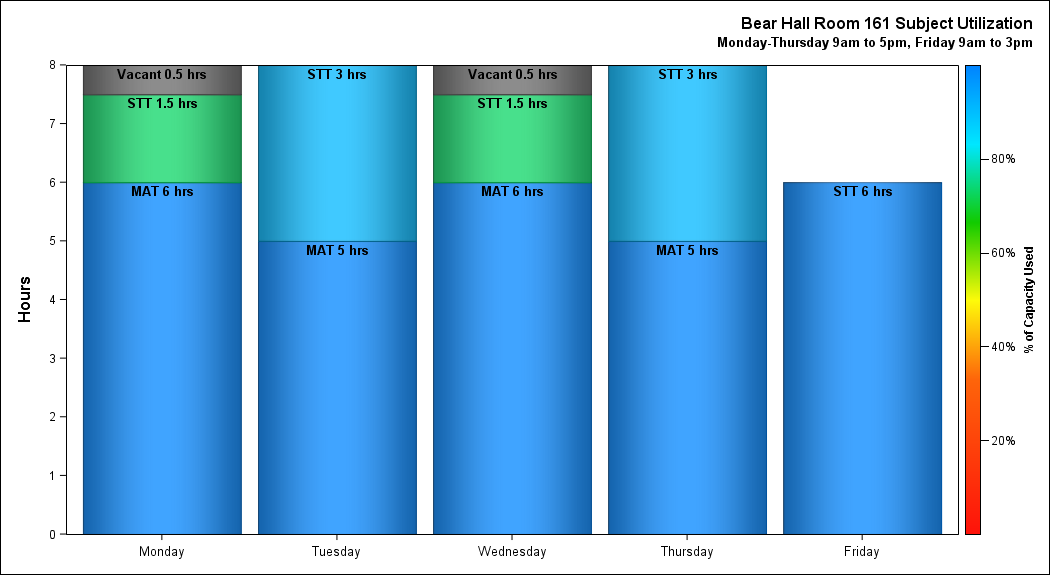 Bear Hall Room 161 Subject Utilization
Monday-Thursday 9am to 5pm, Friday 9am to 3pm
Hours
8
7
6
5
4
3
2
1
0
Vacant 0.5 hrs
STT 1.5 hrs
MAT 6 hrs
STT 3 hrs
MAT 5 hrs
Vacant 0.5 hrs
STT 1.5 hrs
MAT 6 hrs
STT 3 hrs
MAT 5 hrs
STT 6 hrs
Monday
Tuesday
Wednesday
Thursday
Friday
80%
60%
40%
20%
% of Capacity Used